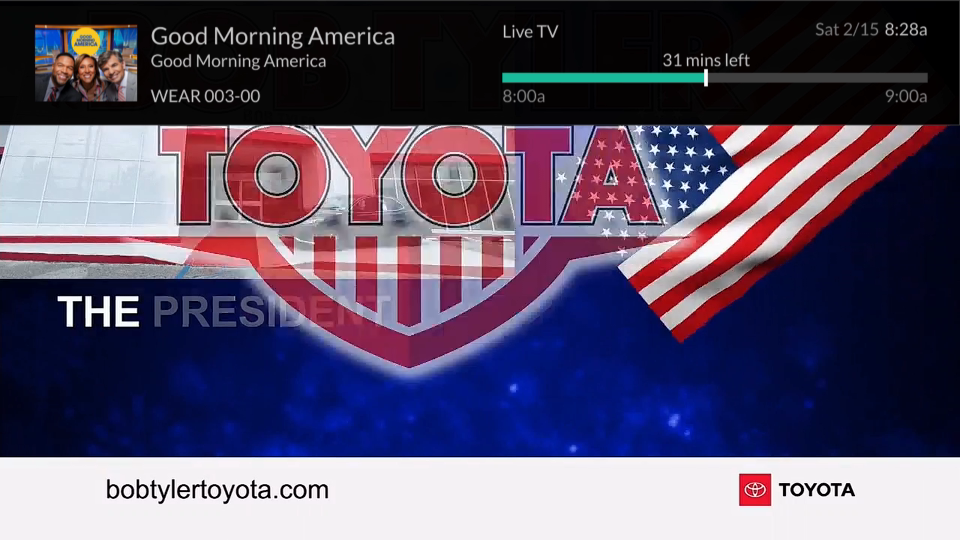 Good Morning America
Good Morning America
WEAR 003-00
Live TV
Sat 2/15 8:28a
31 mins left
8:00a
9:00a
GOOD MORNING AMERICA
BOB TYLER
TOYOTA
THE PRESIDENT
bobtylertoyota.com
TOYOTA